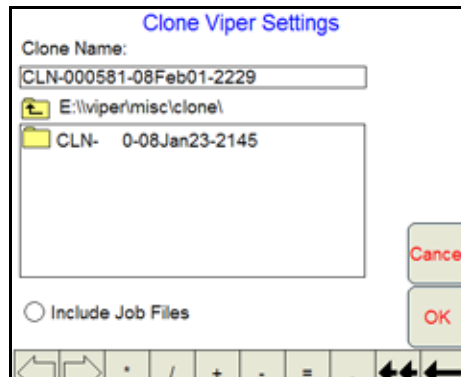 Clone Viper Settings
Clone Name:
CLN-000581-08Feb01-2229
E:\\viper\misc\clone\
CLN-    0-08Jan23-2145
Cancel
Include Job Files
OK
* / + - =